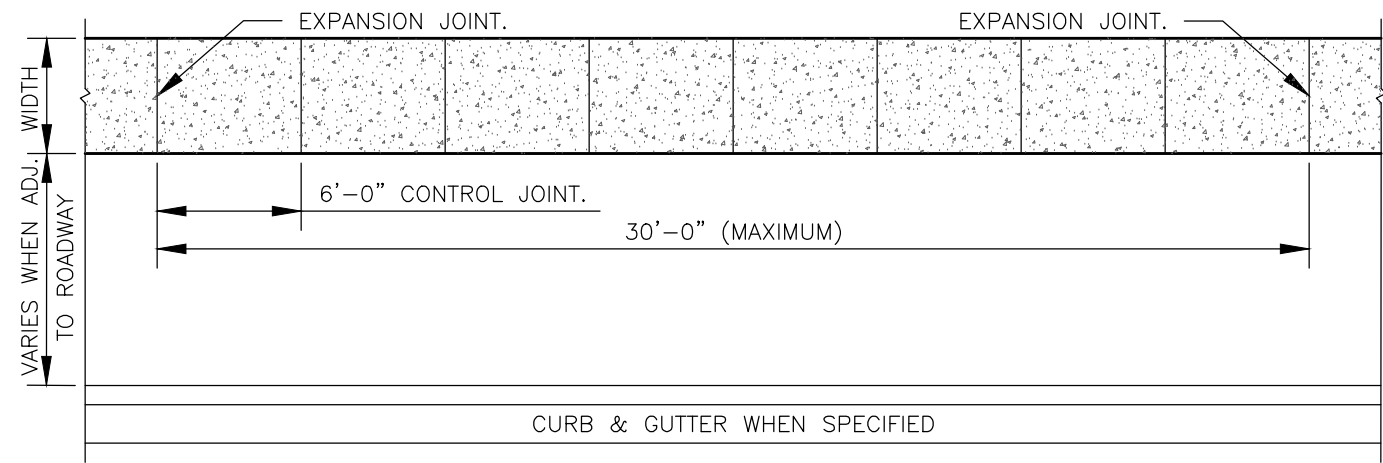 EXPANSION JOINT.
EXPANSION JOINT.
WIDTH
VARIES WHEN ADJ.
TO ROADWAY
6'-0" CONTROL JOINT.
30'-0" (MAXIMUM)
CURB & GUTTER WHEN SPECIFIED